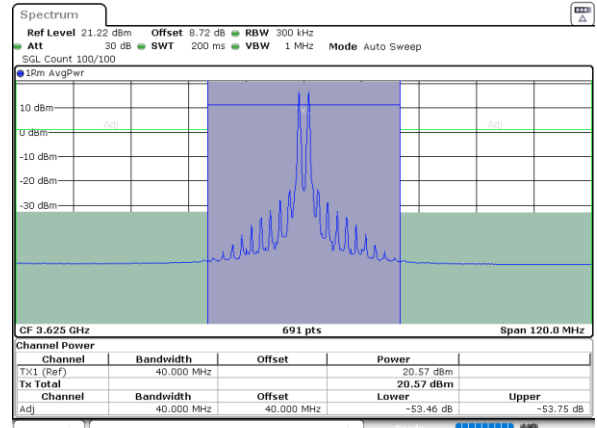 Spectrum
Ref Level 21.22 dBm Offset 8.72 dB RBW 300 kHz
Att 30 dB SWT 200 ms VBW 1 MHz Mode Auto Sweep
SGL Count 100/100
1Rm AvgPwr
10 dBm
Adj Adj
0 dBm
-10 dBm
-20 dBm
-30 dBm
CF 3.625 GHz 691 pts Span 120.0 MHz
Channel Power
Channel Bandwidth Offset Power
TX1 (Ref) 40.000 MHz 20.57 dBm
Tx Total 20.57 dBm
Channel Bandwidth Offset Lower Upper
Adj 40.000 MHz 40.000 MHz -53.46 dB -53.75 dB